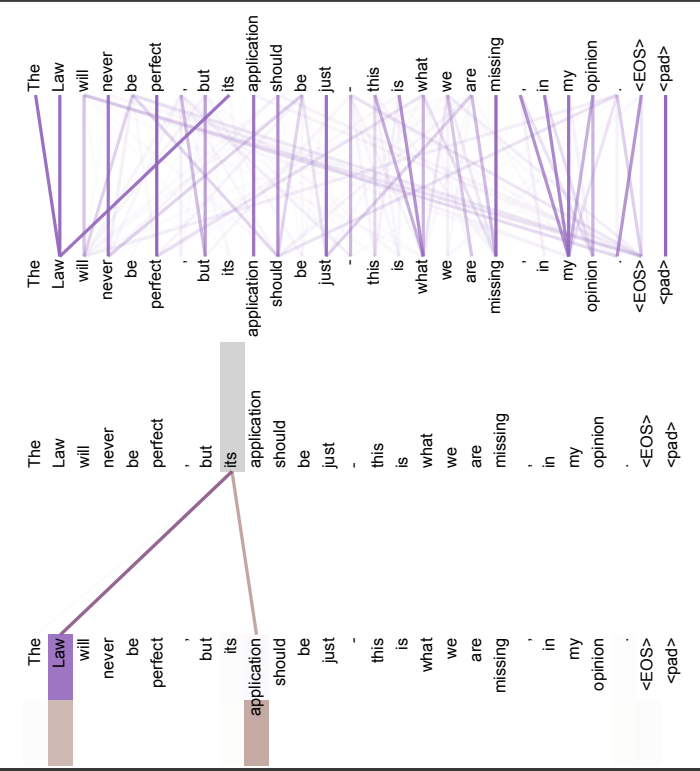 The Law will never be perfect , but its application should be just - this is what we are missing , in my opinion . <EOS> <pad>
The Law will never be perfect , but its application should be just - this is what we are missing , in my opinion . <EOS> <pad>
The Law will never be perfect , but its application should be just - this is what we are missing , in my opinion . <EOS> <pad>
The Law will never be perfect , but its application should be just - this is what we are missing , in my opinion . <EOS> <pad>